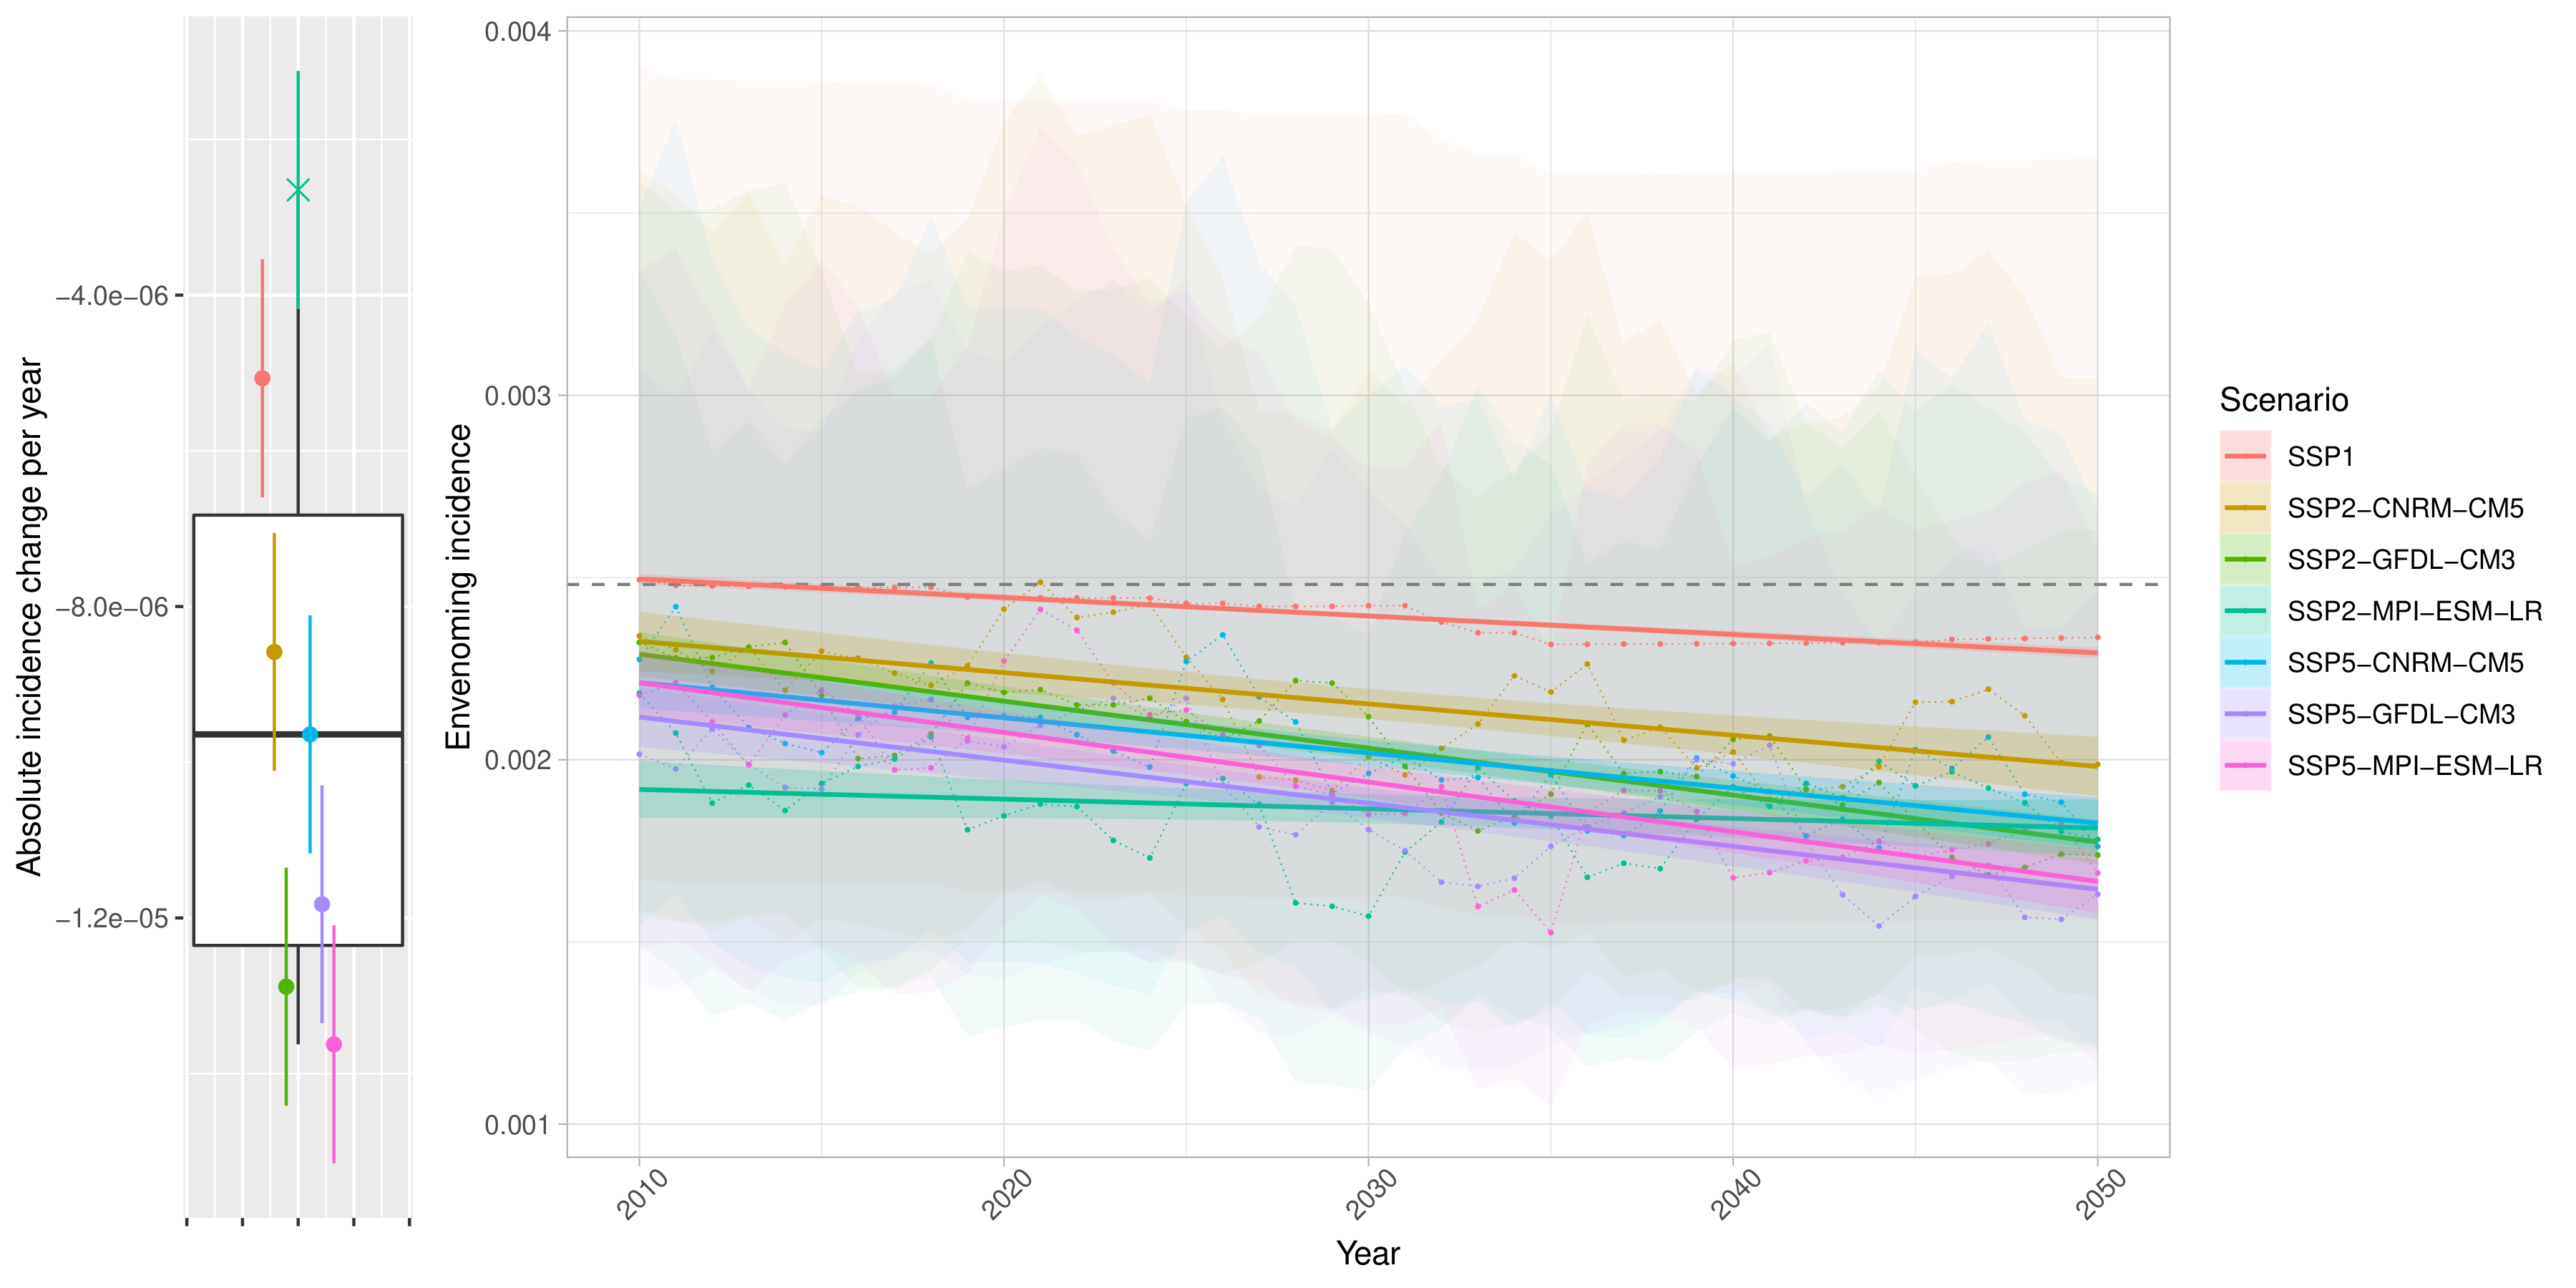 Absolute incidence change per year
−4.0e−06
−8.0e−06
−1.2e−05
Envenoming incidence
0.004
0.003
0.002
0.001
2010
2020
2030
2040
2050
Year
Scenario
SSP1
SSP2−CNRM−CM5
SSP2−GFDL−CM3
SSP2−MPI−ESM−LR
SSP5−CNRM−CM5
SSP5−GFDL−CM3
SSP5−MPI−ESM−LR